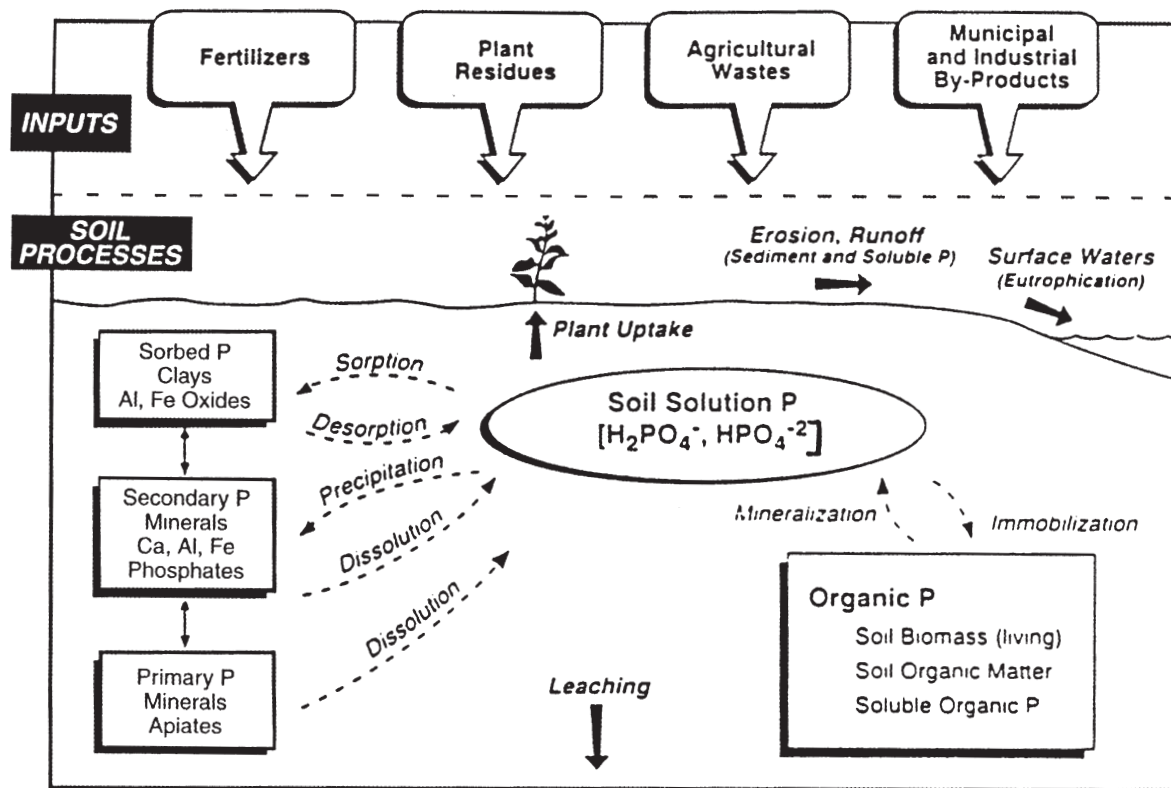 Fertilizers
Plant
Residues
Agricultural
Wastes
Municipal
and Industrial
By-Products
INPUTS
SOIL
PROCESSES
Erosion, Runoff
(Sediment and Soluble P)
Surface Waters
(Eutrophication)
Plant Uptake
Sorbed P
Clays
Al, Fe Oxides
Sorption
Desorption
Soil Solution P
[H₂PO₄⁻, HPO₄⁻²]
Precipitation
Secondary P
Minerals
Ca, Al, Fe
Phosphates
Dissolution
Mineralization
Immobilization
Dissolution
Organic P
Soil Biomass (living)
Soil Organic Matter
Soluble Organic P
Primary P
Minerals
Apiates
Leaching